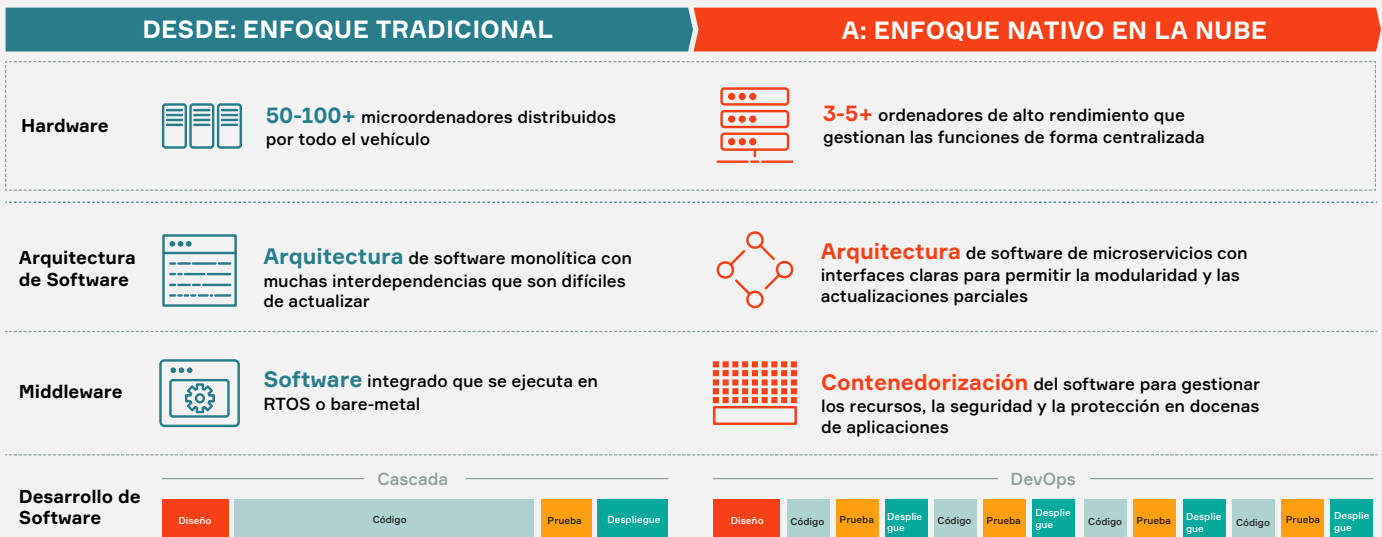 DESDE: ENFOQUE TRADICIONAL
A: ENFOQUE NATIVO EN LA NUBE
Hardware
50-100+ microordenadores distribuidos
por todo el vehículo
3-5+ ordenadores de alto rendimiento que
gestionan las funciones de forma centralizada
Arquitectura
de Software
Arquitectura de software monolítica con
muchas interdependencias que son difíciles
de actualizar
Arquitectura de software de microservicios con
interfaces claras para permitir la modularidad y las
actualizaciones parciales
Middleware
Software integrado que se ejecuta en
RTOS o bare-metal
Contenedorización del software para gestionar
los recursos, la seguridad y la protección en docenas
de aplicaciones
Desarrollo de
Software
Cascada
Diseño
Código
Prueba
Despliegue
DevOps
Diseño
Código
Prueba
Desplie
gue
Código
Prueba
Desplie
gue
Código
Prueba
Desplie
gue
Código
Prueba
Desplie
gue